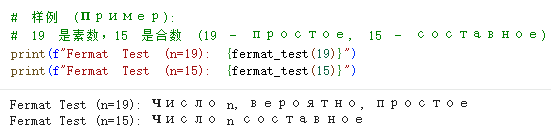 # 样例 (Пример):
# 19 是素数，15 是合数 (19 - простое, 15 - составное)
print(f"Fermat Test (n=19): {fermat_test(19)}")
print(f"Fermat Test (n=15): {fermat_test(15)}")
Fermat Test (n=19): Число n, вероятно, простое
Fermat Test (n=15): Число n составное